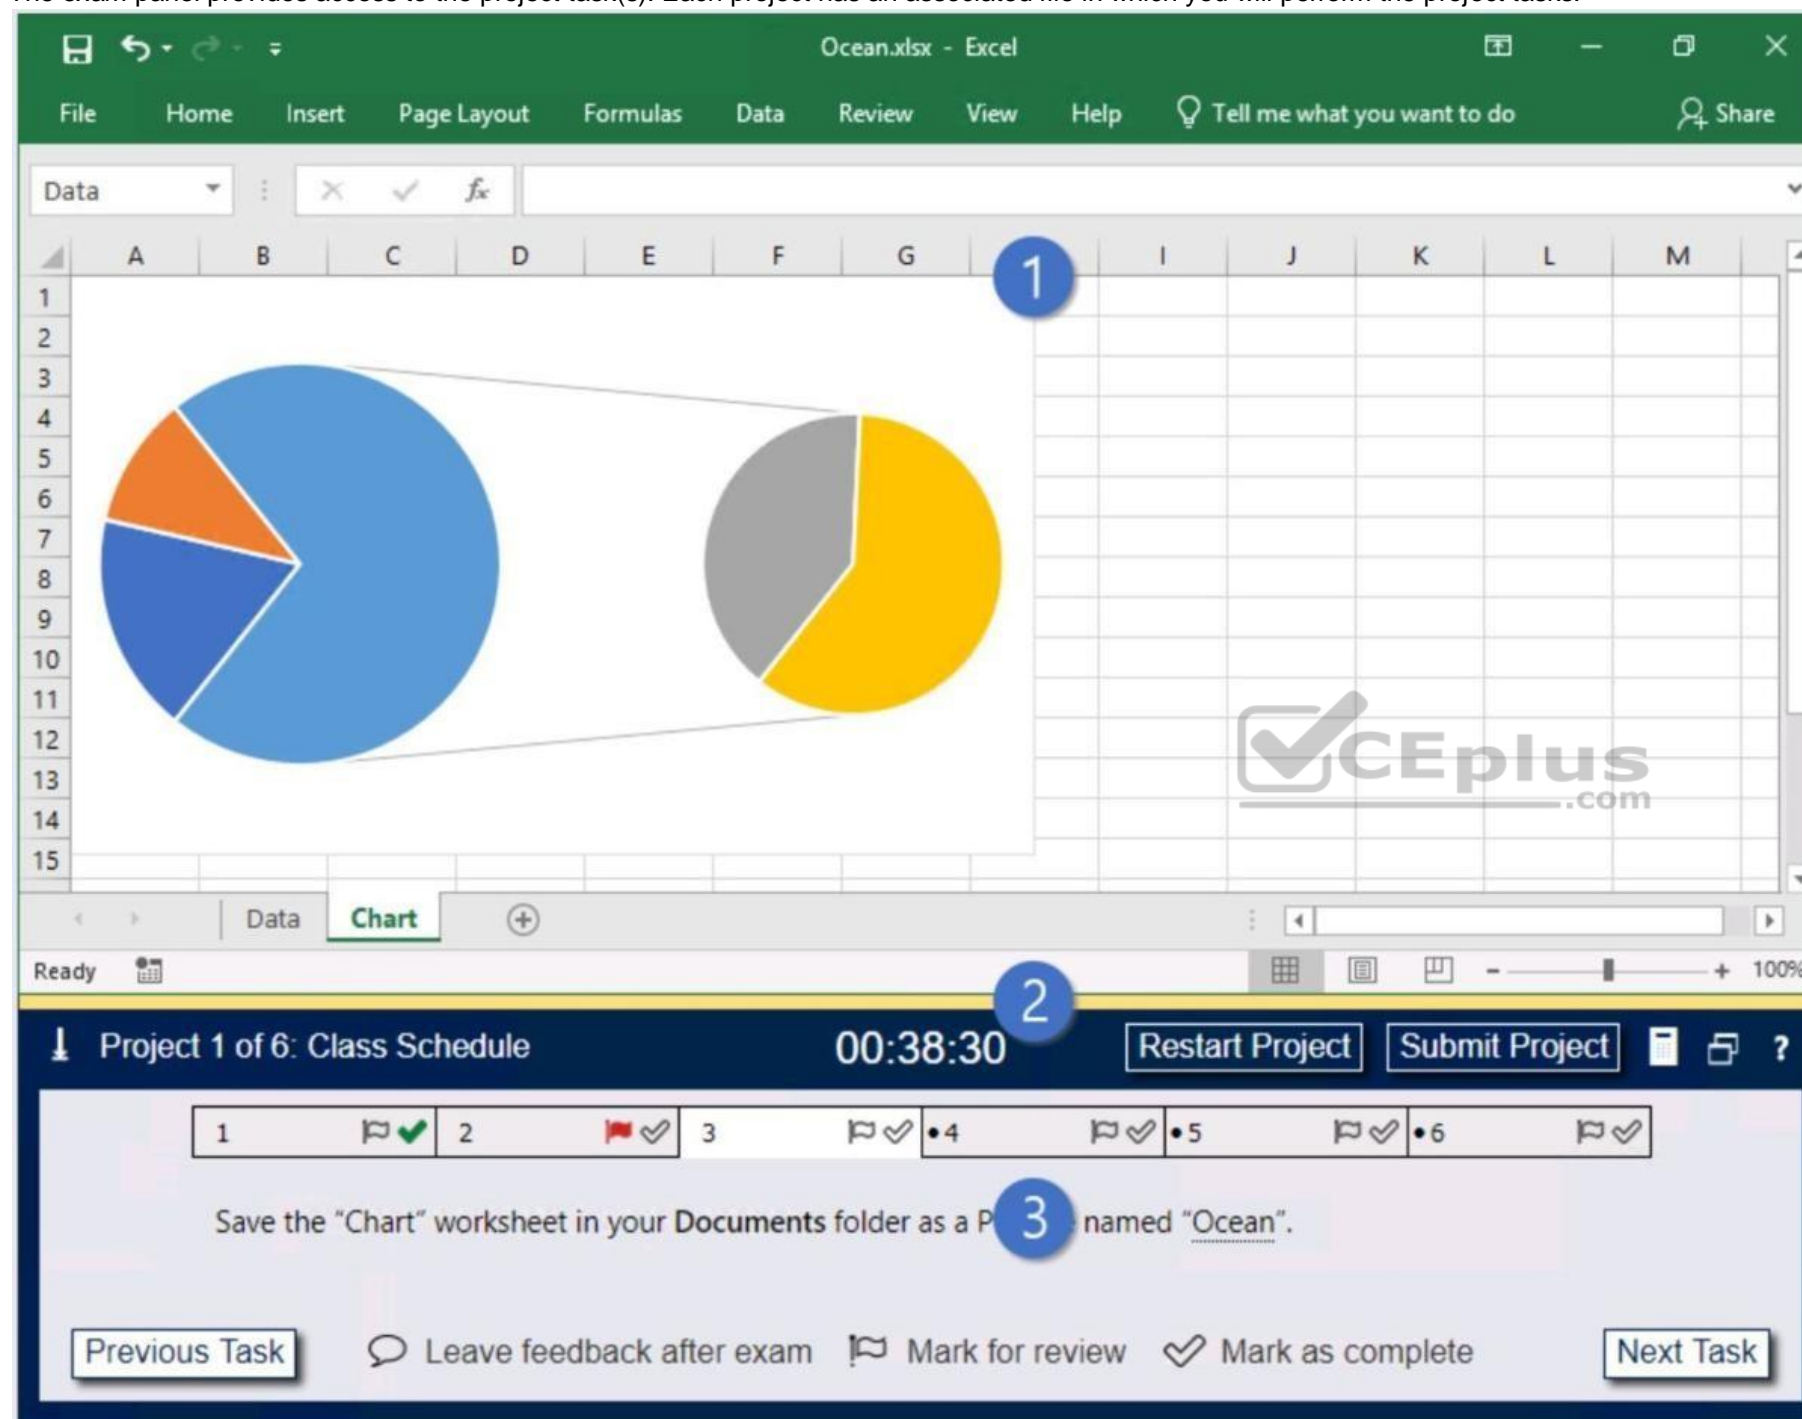 The exam panel provides access to the project task(s). Each project has an associated file in which you will perform the project tasks.
Ocean.xlsx - Excel
File Home Insert Page Layout Formulas Data Review View Help Tell me what you want to do Share
Data fx
A B C D E F G I J K L M
1
1
2
3
4
5
6
7
8
9
10
11
12
13
14
15
CEplus
.com
Data Chart
Ready 100%
2
Project 1 of 6: Class Schedule 00:38:30 Restart Project Submit Project ?
1 2 3 •4 •5 •6
Save the “Chart” worksheet in your Documents folder as a P 3 named “Ocean”.
Previous Task Leave feedback after exam Mark for review Mark as complete Next Task